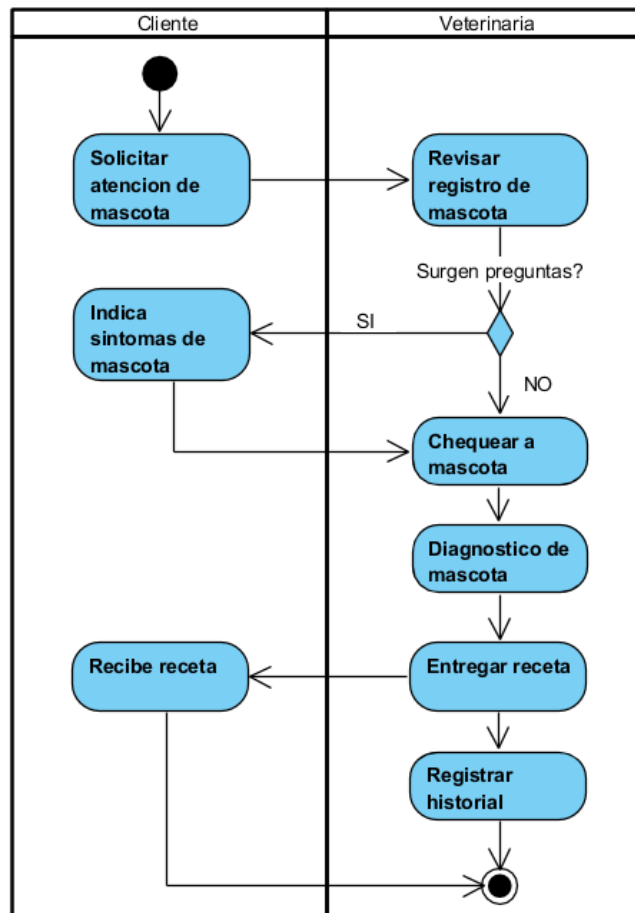 Cliente
Veterinaria
Solicitar
atencion de
mascota
Revisar
registro de
mascota
Surgen preguntas?
Indica
sintomas de
mascota
SI
NO
Chequear a
mascota
Diagnostico de
mascota
Recibe receta
Entregar receta
Registrar
historial